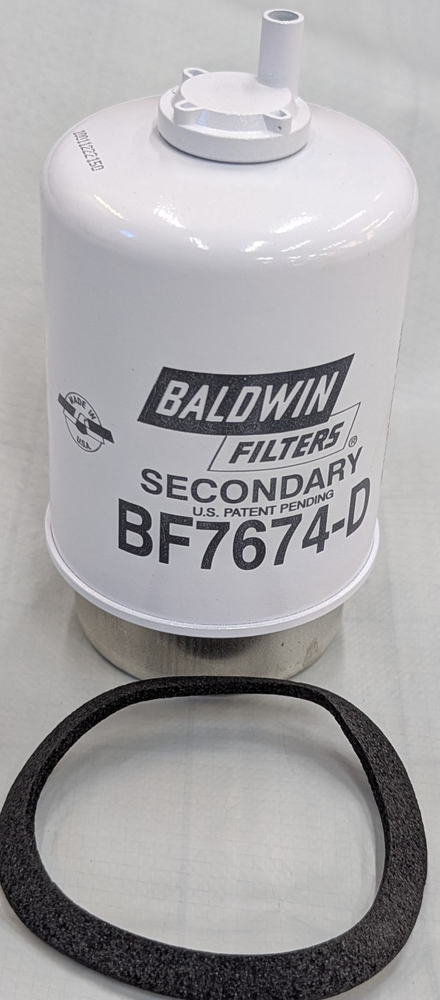 BALDWIN
FILTERS®
SECONDARY
U.S. PATENT PENDING
BF7674-D
MADE IN
USA